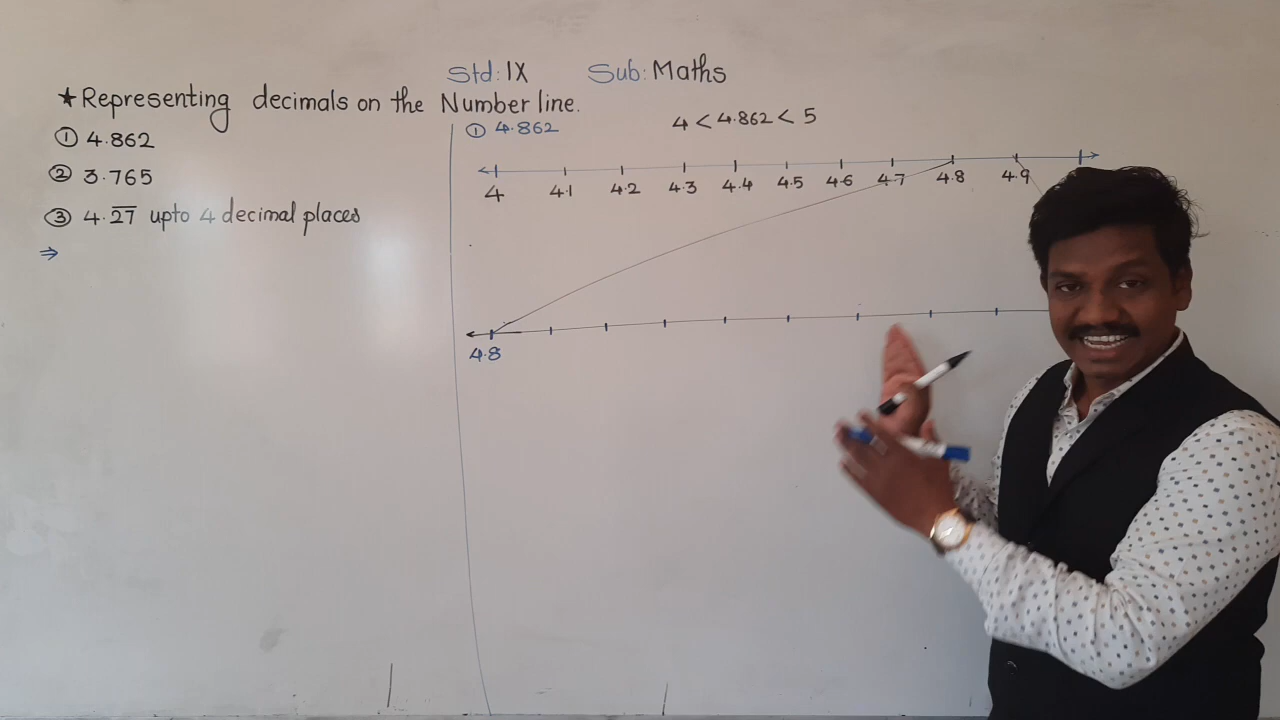 Std: IX Sub: Maths
★ Representing decimals on the Number line.
① 4.862
② 3.765
③ 4.2̅7̅ upto 4 decimal places
⇒
① 4.862 4 < 4.862 < 5
4 4.1 4.2 4.3 4.4 4.5 4.6 4.7 4.8 4.9
4.8